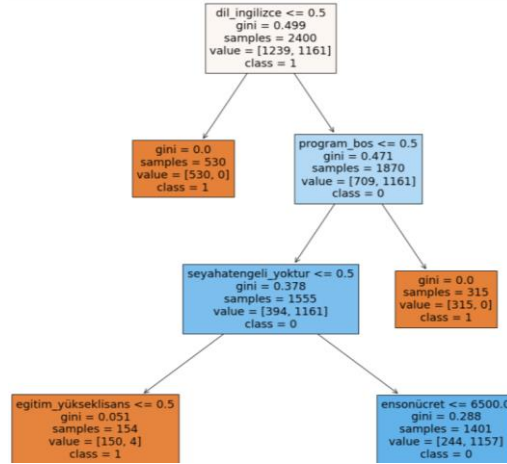 dil_ingilizce <= 0.5
gini = 0.499
samples = 2400
value = [1239, 1161]
class = 1
gini = 0.0
samples = 530
value = [530, 0]
class = 1
program_bos <= 0.5
gini = 0.471
samples = 1870
value = [709, 1161]
class = 0
seyahatengeli_yoktur <= 0.5
gini = 0.378
samples = 1555
value = [394, 1161]
class = 0
gini = 0.0
samples = 315
value = [315, 0]
class = 1
egitim_yükseklisans <= 0.5
gini = 0.051
samples = 154
value = [150, 4]
class = 1
ensonücret <= 6500.0
gini = 0.288
samples = 1401
value = [244, 1157]
class = 0